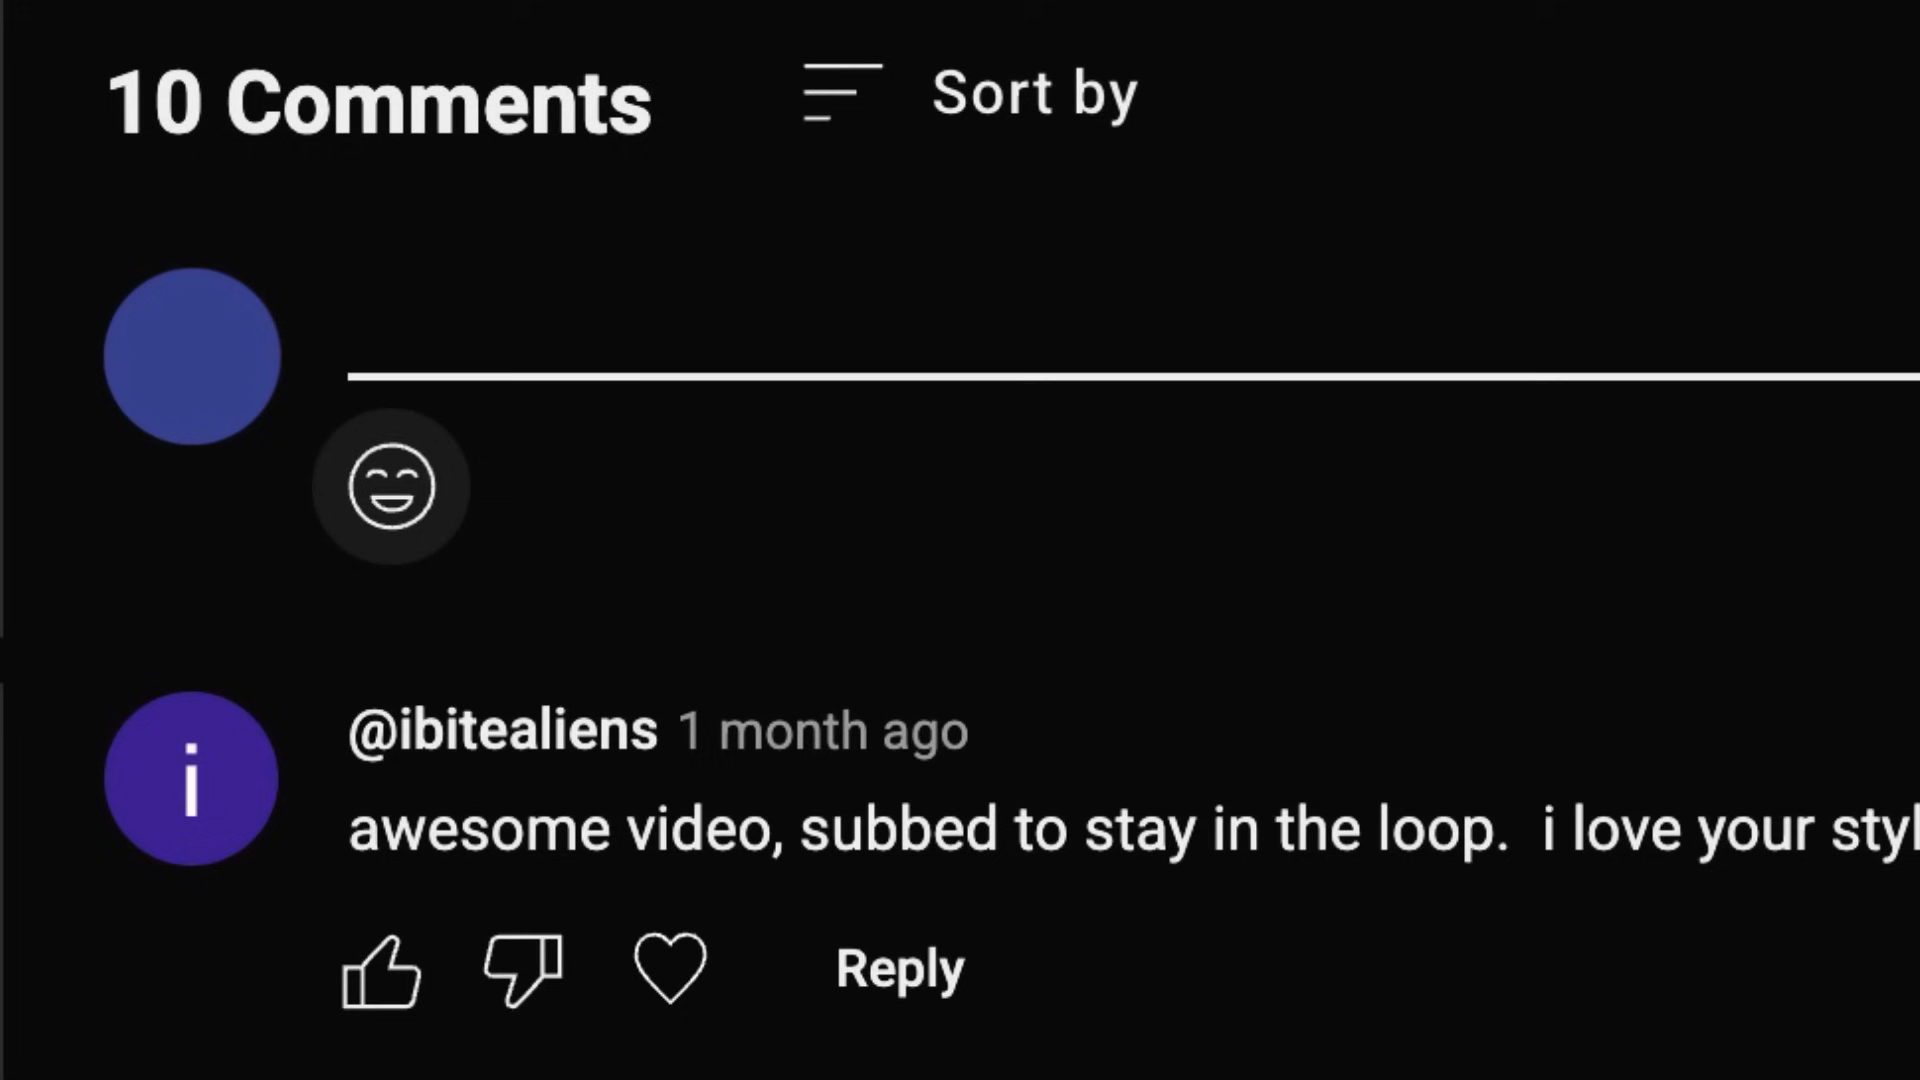 10 Comments
Sort by
i
@ibitealiens 1 month ago
awesome video, subbed to stay in the loop.  i love your styl
Reply